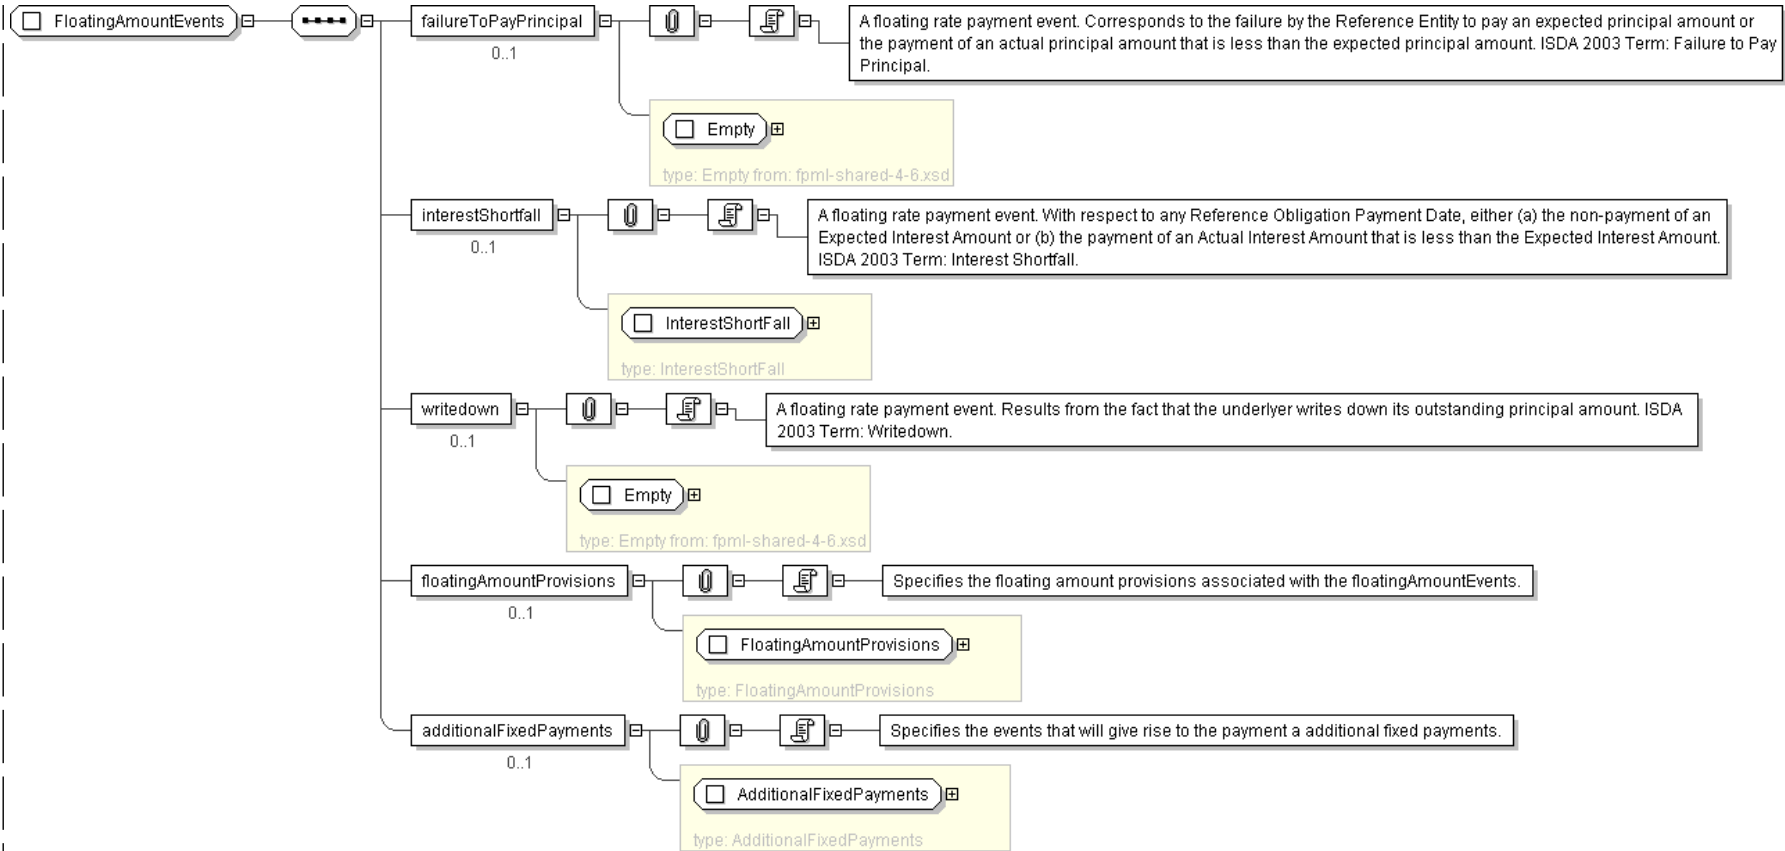 FloatingAmountEvents
failureToPayPrincipal
0..1
A floating rate payment event. Corresponds to the failure by the Reference Entity to pay an expected principal amount or
the payment of an actual principal amount that is less than the expected principal amount. ISDA 2003 Term: Failure to Pay
Principal.
Empty
type: Empty from: fpml-shared-4-6.xsd
interestShortfall
0..1
A floating rate payment event. With respect to any Reference Obligation Payment Date, either (a) the non-payment of an
Expected Interest Amount or (b) the payment of an Actual Interest Amount that is less than the Expected Interest Amount.
ISDA 2003 Term: Interest Shortfall.
InterestShortFall
type: InterestShortFall
writedown
0..1
A floating rate payment event. Results from the fact that the underlyer writes down its outstanding principal amount. ISDA
2003 Term: Writedown.
Empty
type: Empty from: fpml-shared-4-6.xsd
floatingAmountProvisions
0..1
Specifies the floating amount provisions associated with the floatingAmountEvents.
FloatingAmountProvisions
type: FloatingAmountProvisions
additionalFixedPayments
0..1
Specifies the events that will give rise to the payment a additional fixed payments.
AdditionalFixedPayments
type: AdditionalFixedPayments